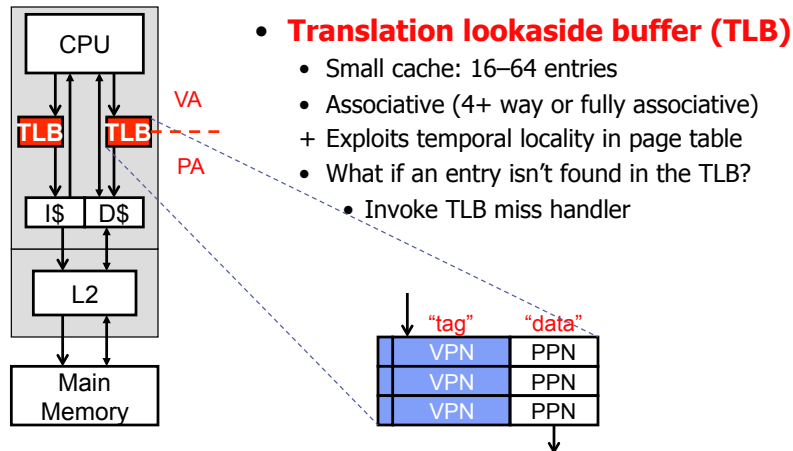 • Translation lookaside buffer (TLB)
• Small cache: 16–64 entries
• Associative (4+ way or fully associative)
+ Exploits temporal locality in page table
• What if an entry isn’t found in the TLB?
• Invoke TLB miss handler
CPU
VA
TLB TLB
PA
I$ D$
L2
Main
Memory
“tag” “data”
VPN PPN
VPN PPN
VPN PPN